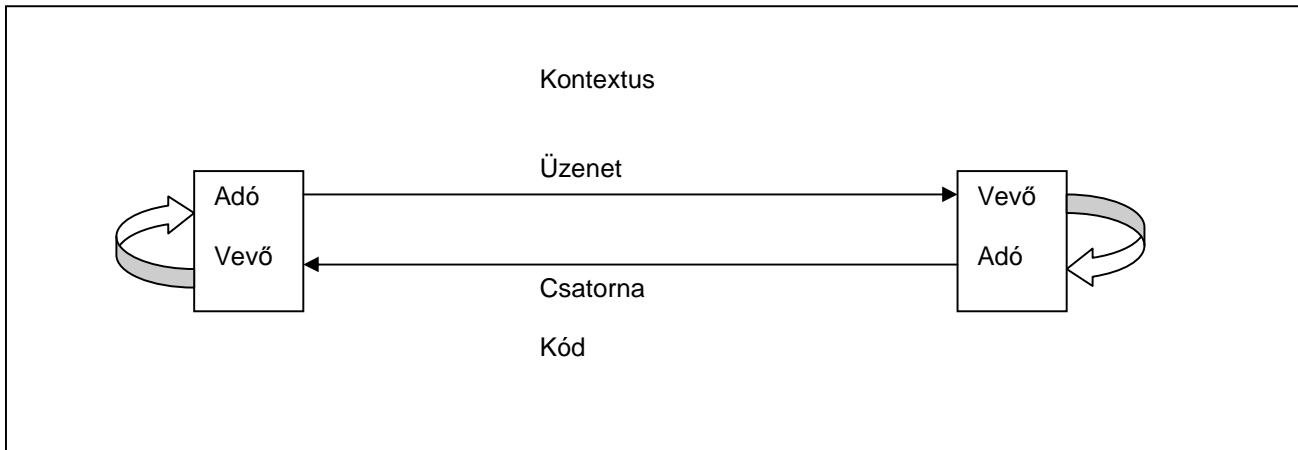 Kontextus
Üzenet
Adó
Vevő
Vevő
Adó
Csatorna
Kód